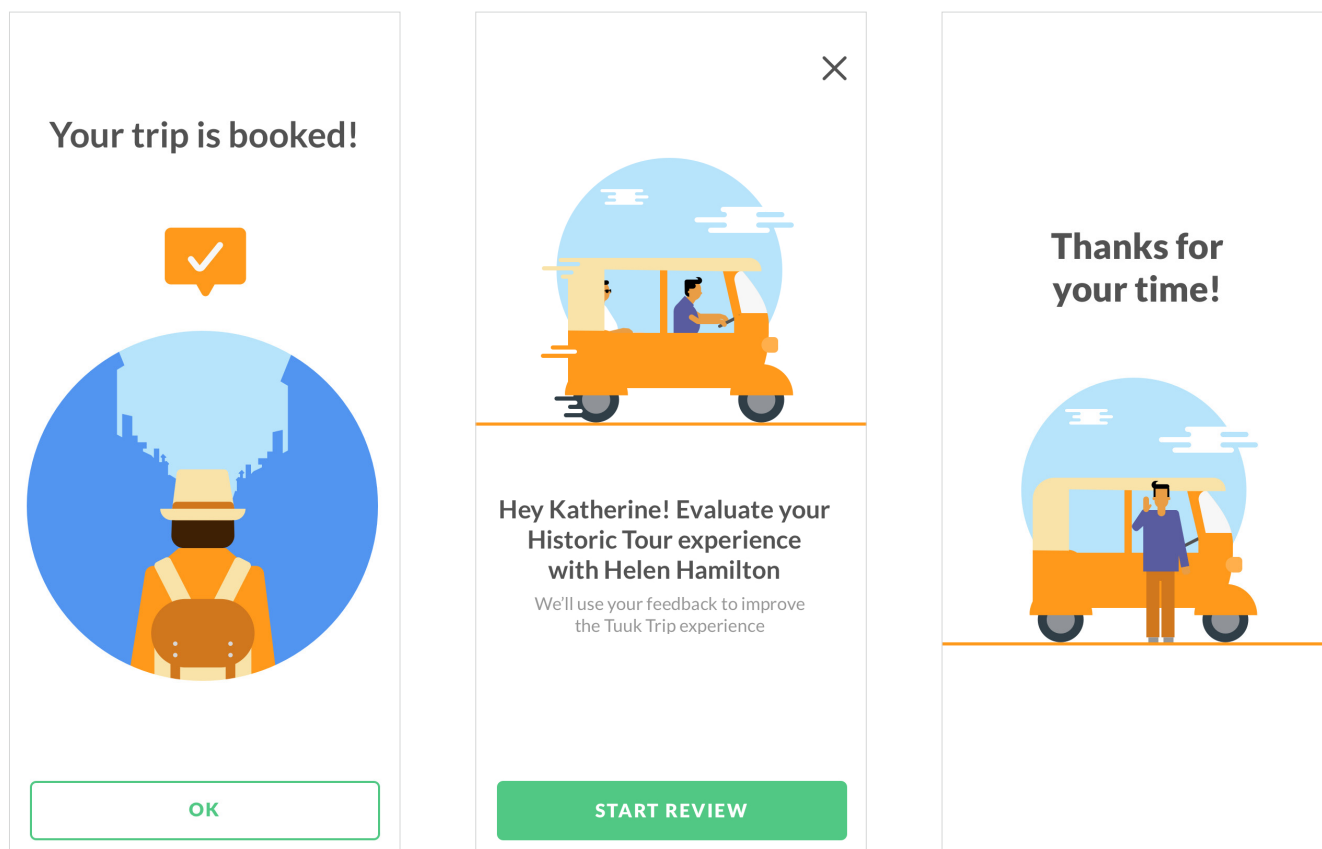 Your trip is booked!
OK
Hey Katherine! Evaluate your
Historic Tour experience
with Helen Hamilton
We'll use your feedback to improve
the Tuuk Trip experience
START REVIEW
Thanks for
your time!